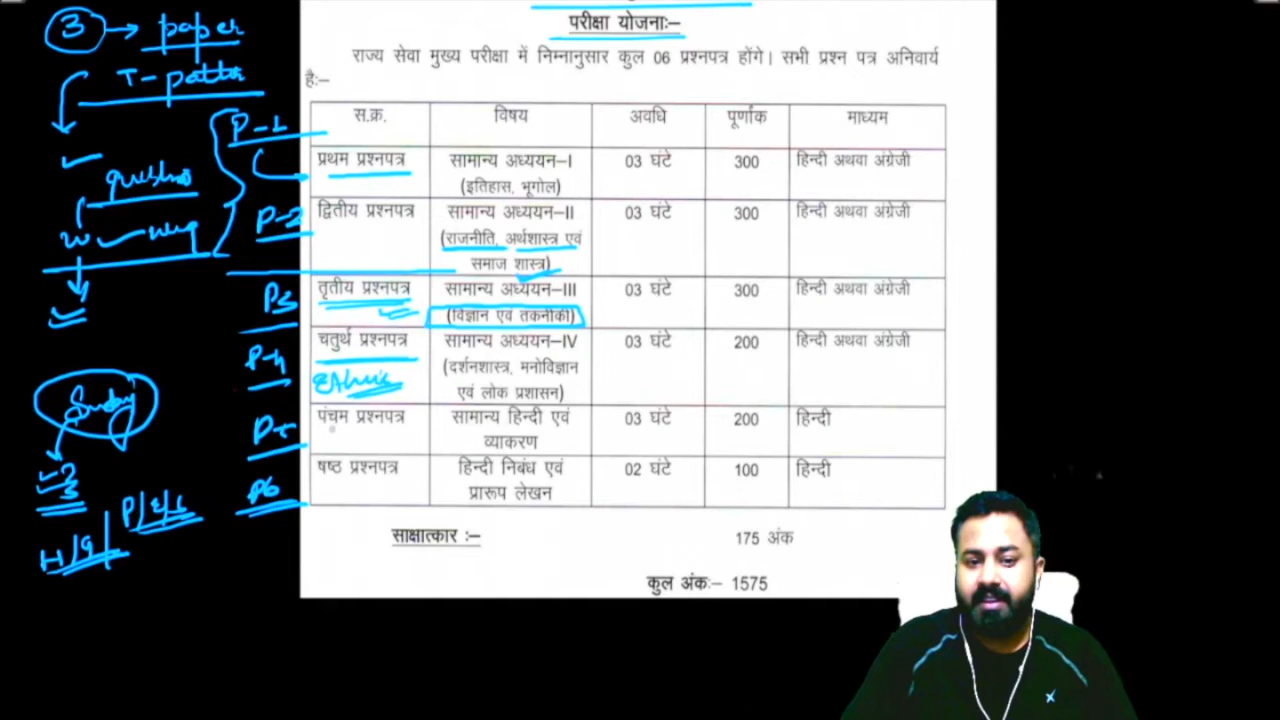 परीक्षा योजनाः–
राज्य सेवा मुख्य परीक्षा में निम्नानुसार कुल 06 प्रश्नपत्र होंगे। सभी प्रश्न पत्र अनिवार्य
हैः–
स.क्र. विषय अवधि पूर्णांक माध्यम
प्रथम प्रश्नपत्र सामान्य अध्ययन–I 03 घंटे 300 हिन्दी अथवा अंग्रेजी
(इतिहास, भूगोल)
द्वितीय प्रश्नपत्र सामान्य अध्ययन–II 03 घंटे 300 हिन्दी अथवा अंग्रेजी
(राजनीति, अर्थशास्त्र एवं
समाज शास्त्र)
तृतीय प्रश्नपत्र सामान्य अध्ययन–III 03 घंटे 300 हिन्दी अथवा अंग्रेजी
(विज्ञान एवं तकनीकी)
चतुर्थ प्रश्नपत्र सामान्य अध्ययन–IV 03 घंटे 200 हिन्दी अथवा अंग्रेजी
(दर्शनशास्त्र, मनोविज्ञान
एवं लोक प्रशासन)
पंचम प्रश्नपत्र सामान्य हिन्दी एवं 03 घंटे 200 हिन्दी
व्याकरण
षष्ठ प्रश्नपत्र हिन्दी निबंध एवं 02 घंटे 100 हिन्दी
प्रारूप लेखन
साक्षात्कार :– 175 अंक
कुल अंकः– 1575
3 → paper
P-1
P-2
P3
P-4
P6
Sunday
2
3
H/G